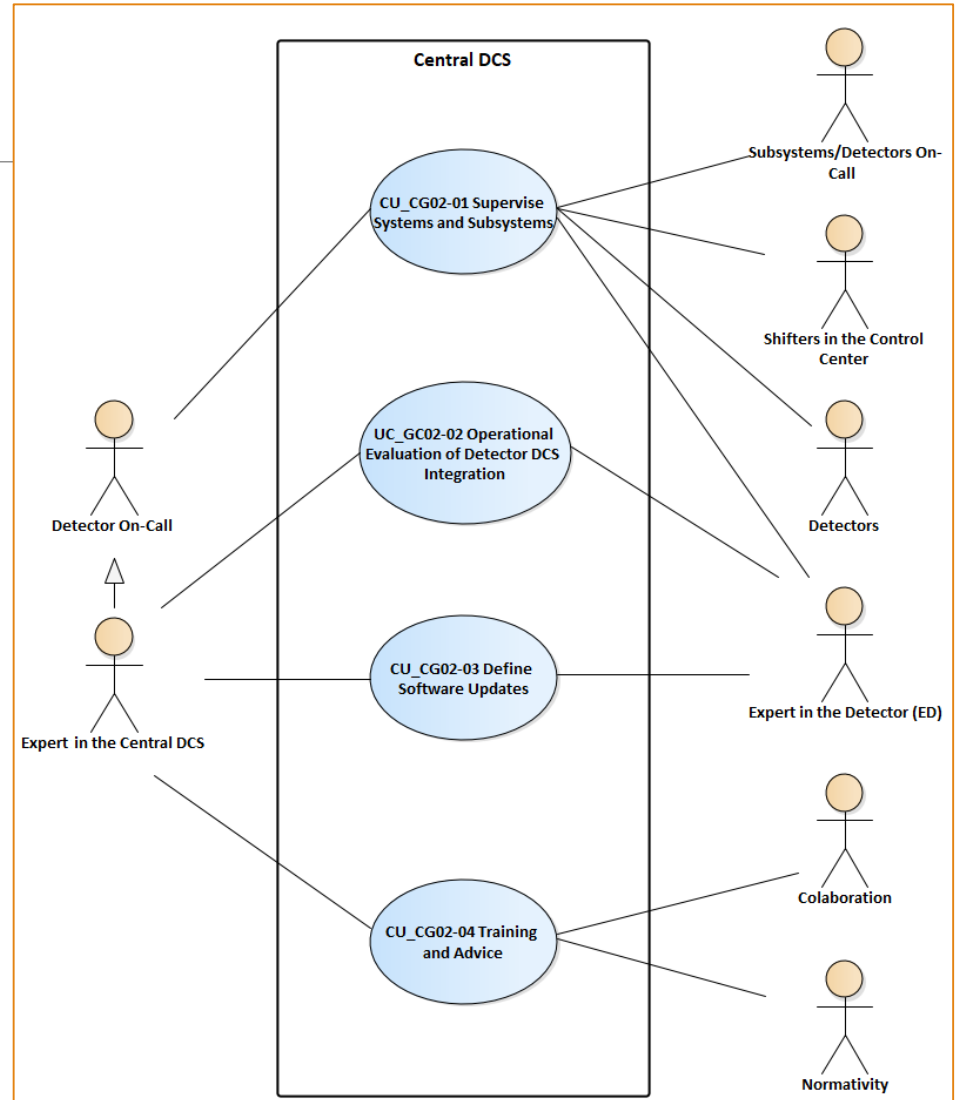 Central DCS
Subsystems/Detectors On-
Call
CU_CG02-01 Supervise
Systems and Subsystems
Shifters in the Control
Center
UC_GC02-02 Operational
Evaluation of Detector DCS
Integration
Detector On-Call
Detectors
CU_CG02-03 Define
Software Updates
Expert in the Central DCS
Expert in the Detector (ED)
Colaboration
CU_CG02-04 Training
and Advice
Normativity